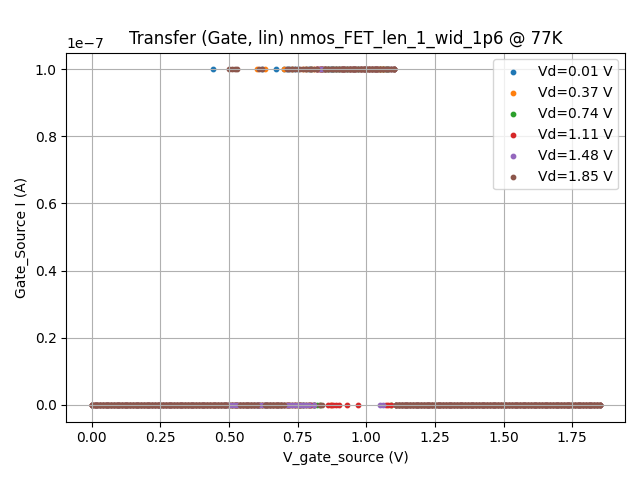 Transfer (Gate, lin) nmos_FET_len_1_wid_1p6 @ 77K
1e−7
1.0
0.8
0.6
0.4
0.2
0.0
Gate_Source I (A)
Vd=0.01 V
Vd=0.37 V
Vd=0.74 V
Vd=1.11 V
Vd=1.48 V
Vd=1.85 V
0.00 0.25 0.50 0.75 1.00 1.25 1.50 1.75
V_gate_source (V)